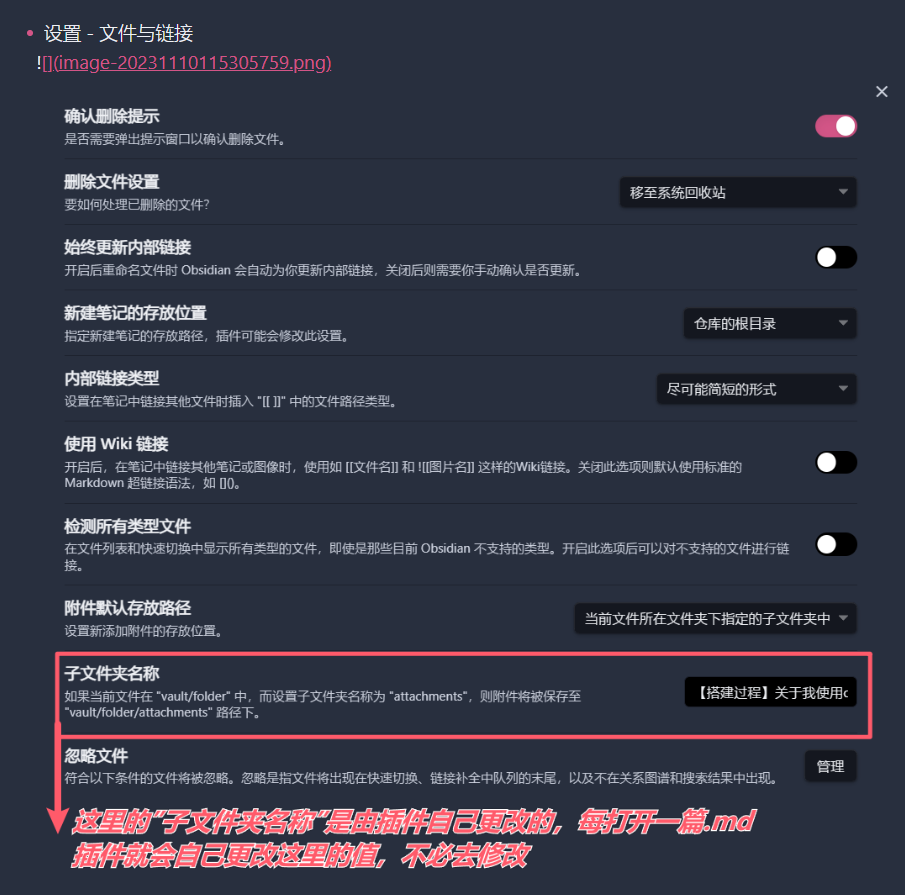 设置 - 文件与链接
![](image-20231110115305759.png)
确认删除提示
是否需要弹出提示窗口以确认删除文件。
删除文件设置
要如何处理已删除的文件？
移至系统回收站
始终更新内部链接
开启后重命名文件时 Obsidian 会自动为你更新内部链接，关闭后则需要你手动确认是否更新。
新建笔记的存放位置
指定新建笔记的存放路径，插件可能会修改此设置。
仓库的根目录
内部链接类型
设置在笔记中链接其他文件时插入 "[[ ]]" 中的文件路径类型。
尽可能简短的形式
使用 Wiki 链接
开启后，在笔记中链接其他笔记或图像时，使用如 [[文件名]] 和 ![[图片名]] 这样的Wiki链接。关闭此选项则默认使用标准的
Markdown 超链接语法，如 []()。
检测所有类型文件
在文件列表和快速切换中显示所有类型的文件，即使是那些目前 Obsidian 不支持的类型。开启此选项后可以对不支持的文件进行链
接。
附件默认存放路径
设置新添加附件的存放位置。
当前文件所在文件夹下指定的子文件夹中
子文件夹名称
如果当前文件在 "vault/folder" 中，而设置子文件夹名称为 "attachments"，则附件将被保存至
"vault/folder/attachments" 路径下。
【搭建过程】关于我使用c
忽略文件
符合以下条件的文件将被忽略。忽略是指文件将出现在快速切换、链接补全中队列的末尾，以及不在关系图谱和搜索结果中出现。
管理
这里的"子文件夹名称"是由插件自己更改的，每打开一篇.md
插件就会自己更改这里的值，不必去修改